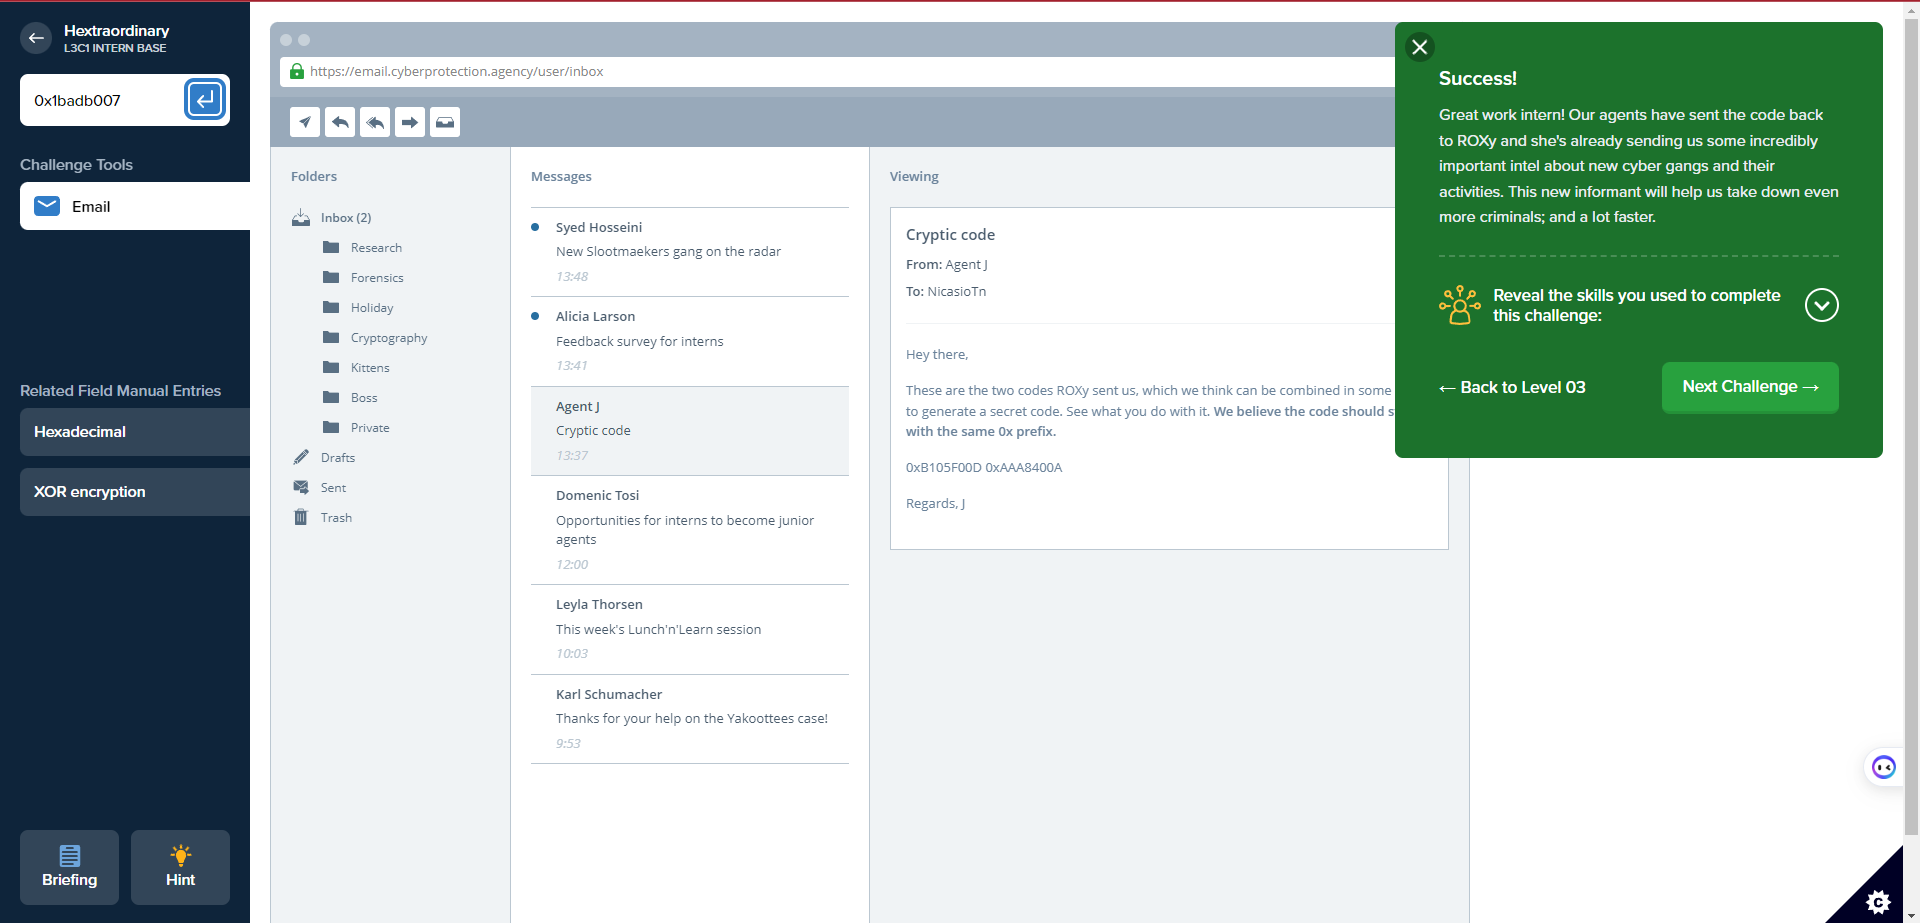 Hextraordinary
L3C1 INTERN BASE
0x1badb007
Challenge Tools
Email
Related Field Manual Entries
Hexadecimal
XOR encryption
Briefing
Hint
https://email.cyberprotection.agency/user/inbox
Folders
Inbox (2)
Research
Forensics
Holiday
Cryptography
Kittens
Boss
Private
Drafts
Sent
Trash
Messages
Syed Hosseini
New Slootmaekers gang on the radar
13:48
Alicia Larson
Feedback survey for interns
13:41
Agent J
Cryptic code
13:37
Domenic Tosi
Opportunities for interns to become junior
agents
12:00
Leyla Thorsen
This week's Lunch'n'Learn session
10:03
Karl Schumacher
Thanks for your help on the Yakoottees case!
9:53
Viewing
Cryptic code
From: Agent J
To: NicasioTn
Hey there,
These are the two codes ROXy sent us, which we think can be combined in some
to generate a secret code. See what you do with it. We believe the code should
with the same 0x prefix.
0xB105F00D 0xAAA8400A
Regards, J
Success!
Great work intern! Our agents have sent the code back
to ROXy and she's already sending us some incredibly
important intel about new cyber gangs and their
activities. This new informant will help us take down even
more criminals; and a lot faster.
Reveal the skills you used to complete
this challenge:
← Back to Level 03
Next Challenge →